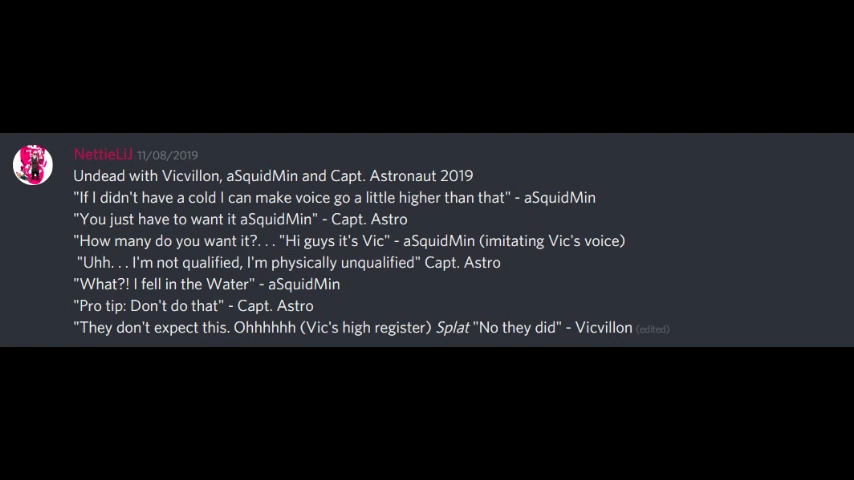 NettieLiJ 11/08/2019
Undead with Vicvillon, aSquidMin and Capt. Astronaut 2019
"If I didn't have a cold I can make voice go a little higher than that" - aSquidMin
"You just have to want it aSquidMin" - Capt. Astro
"How many do you want it?. . . "Hi guys it's Vic" - aSquidMin (imitating Vic's voice)
"Uhh. . . I'm not qualified, I'm physically unqualified" Capt. Astro
"What?! I fell in the Water" - aSquidMin
"Pro tip: Don't do that" - Capt. Astro
"They don't expect this. Ohhhhhh (Vic's high register) Splat "No they did" - Vicvillon (edited)